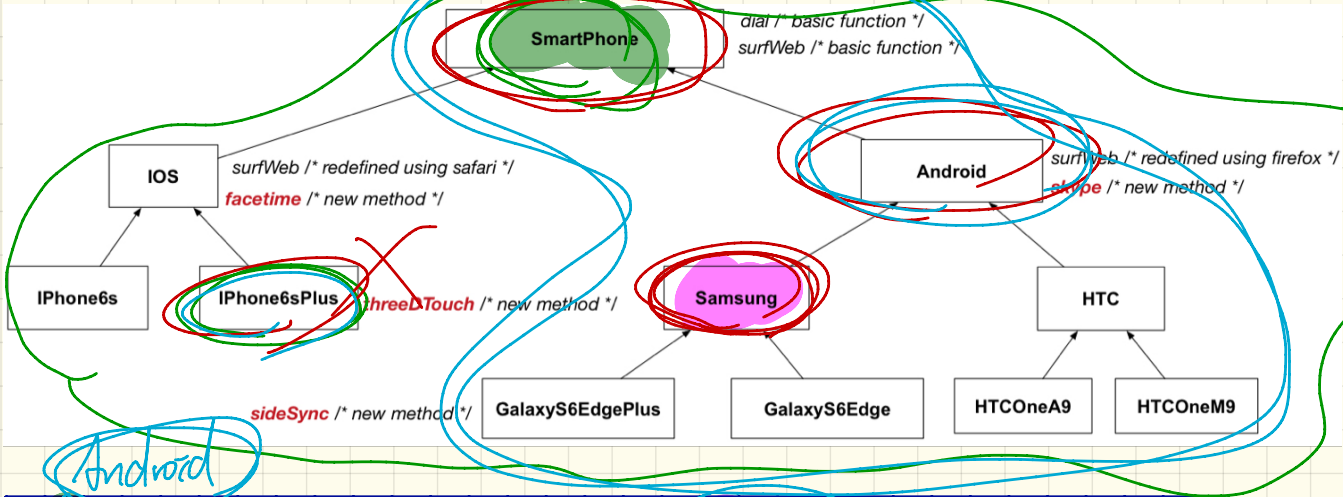 SmartPhone
dial /* basic function */
surfWeb /* basic function */
IOS
surfWeb /* redefined using safari */
facetime /* new method */
Android
surfWeb /* redefined using firefox */
skype /* new method */
IPhone6s
IPhone6sPlus
threeDTouch /* new method */
Samsung
HTC
sideSync /* new method */
GalaxyS6EdgePlus
GalaxyS6Edge
HTCOneA9
HTCOneM9
Android